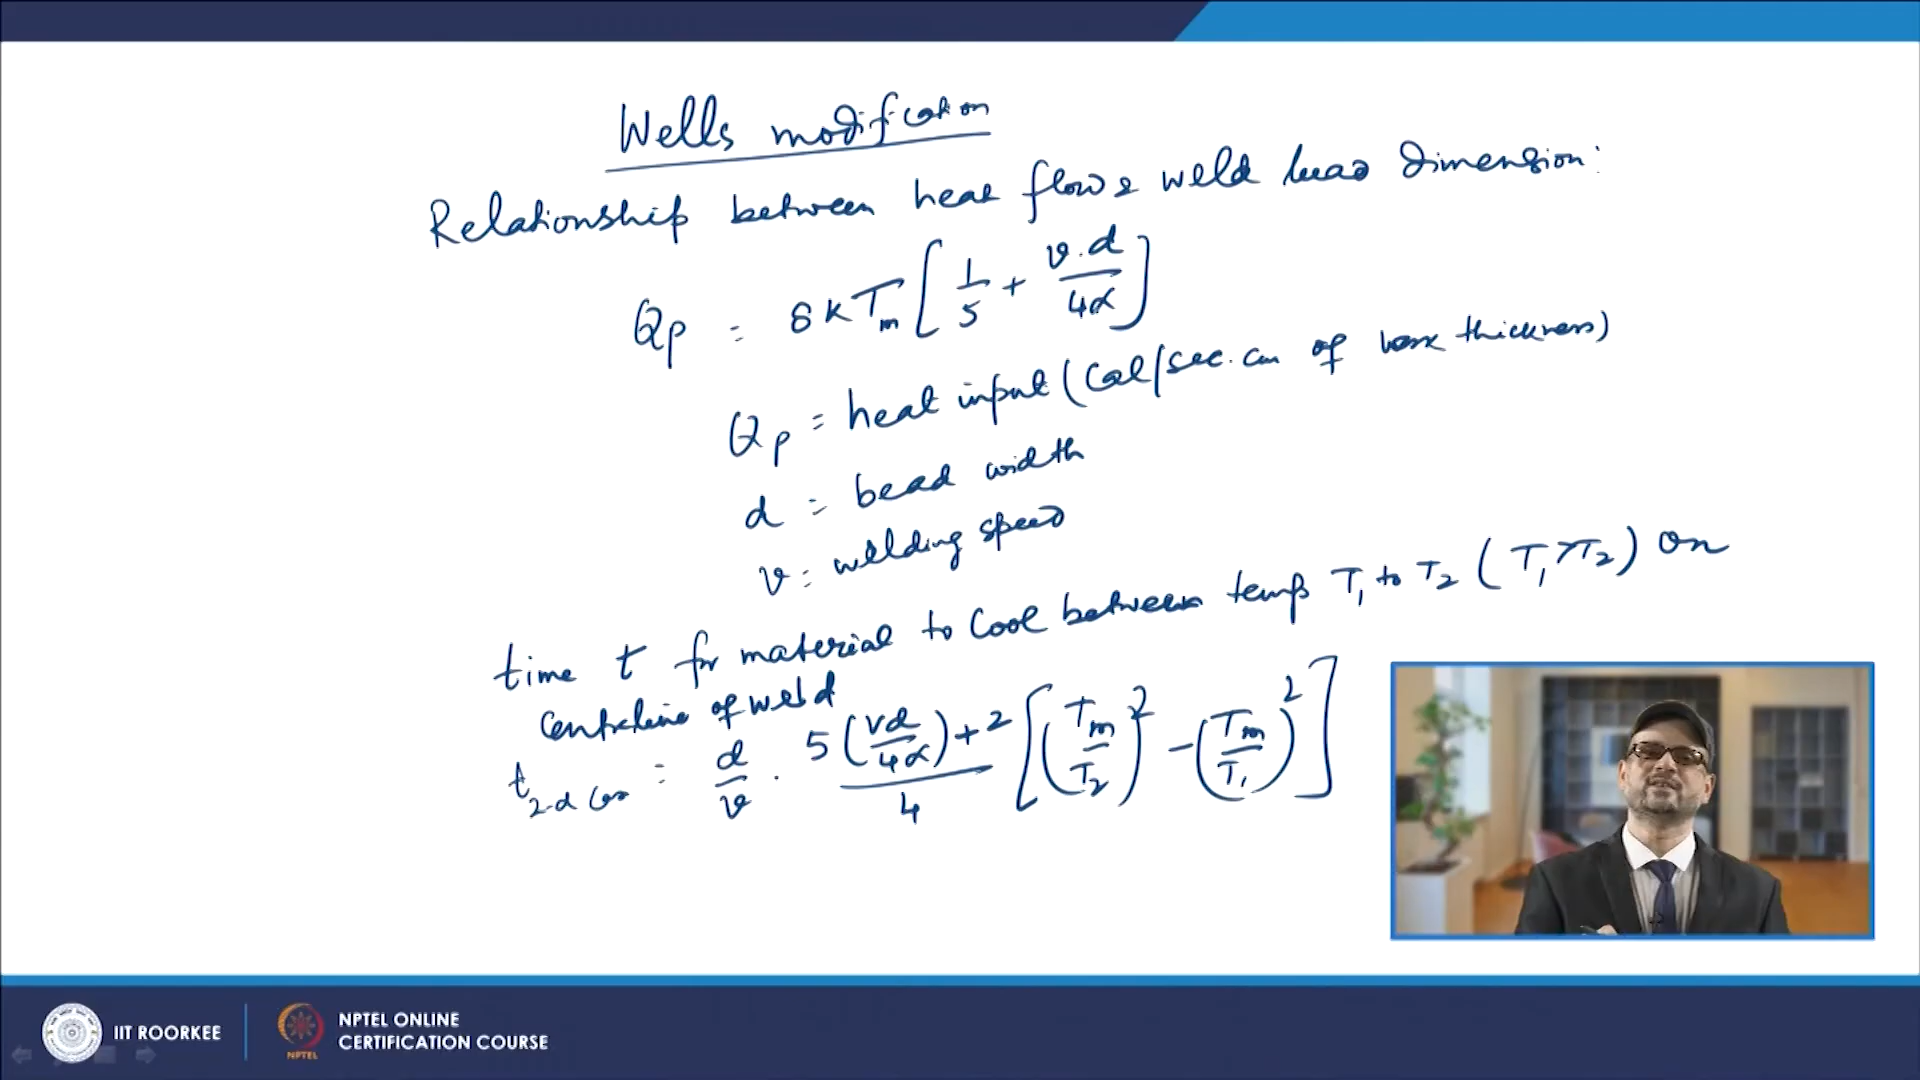 Wells modification
Relationship between heat flow & weld bead dimension:
Qp = 8KTm [1/5 + v.d/4α]
Qp = heat input (Cal/sec.cm of work thickness)
d = bead width
v = welding speed
time t for material to cool between temp T1 to T2 (T1>T2) on
centreline of weld
t2-d = d/v . 5(vd/4α)+2/4 [(Tm/T2)² - (Tm/T1)²]
IIT ROORKEE
NPTEL
NPTEL ONLINE
CERTIFICATION COURSE